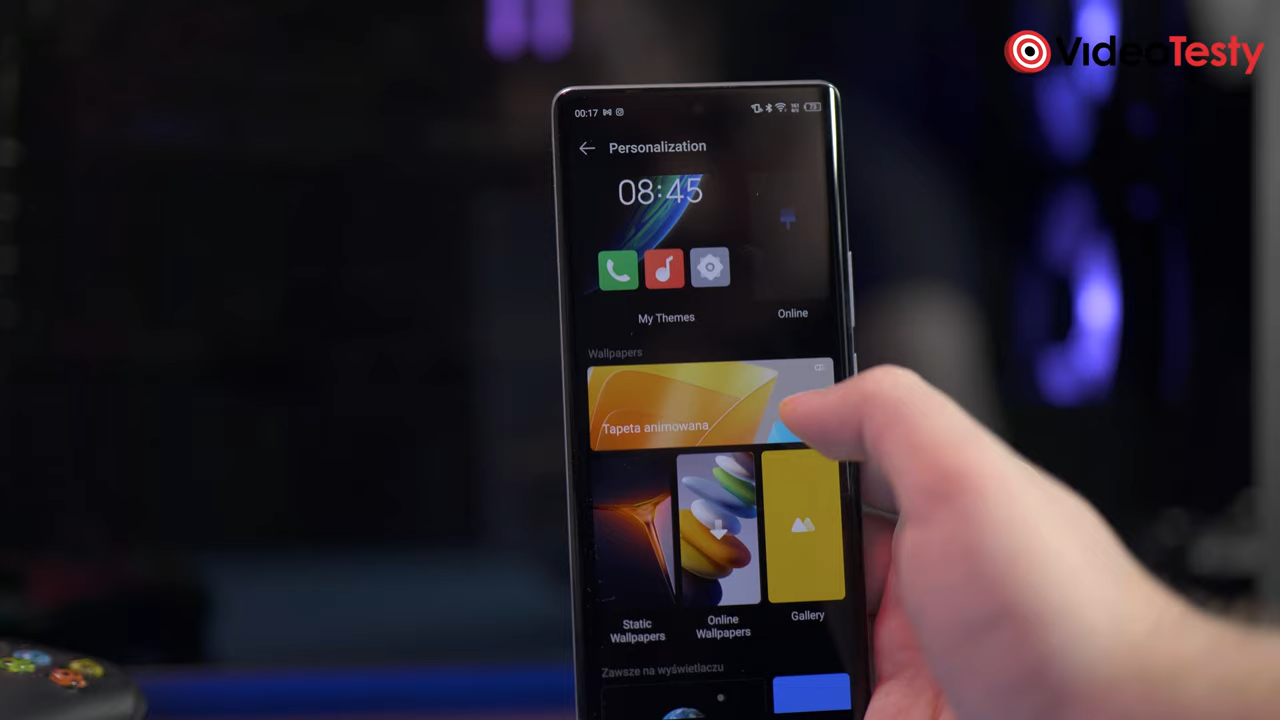 VideoTesty
00:17
73
Personalization
08:45
My Themes
Online
Wallpapers
Tapeta animowana
Static
Wallpapers
Online
Wallpapers
Gallery
Zawsze na wyświetlaczu